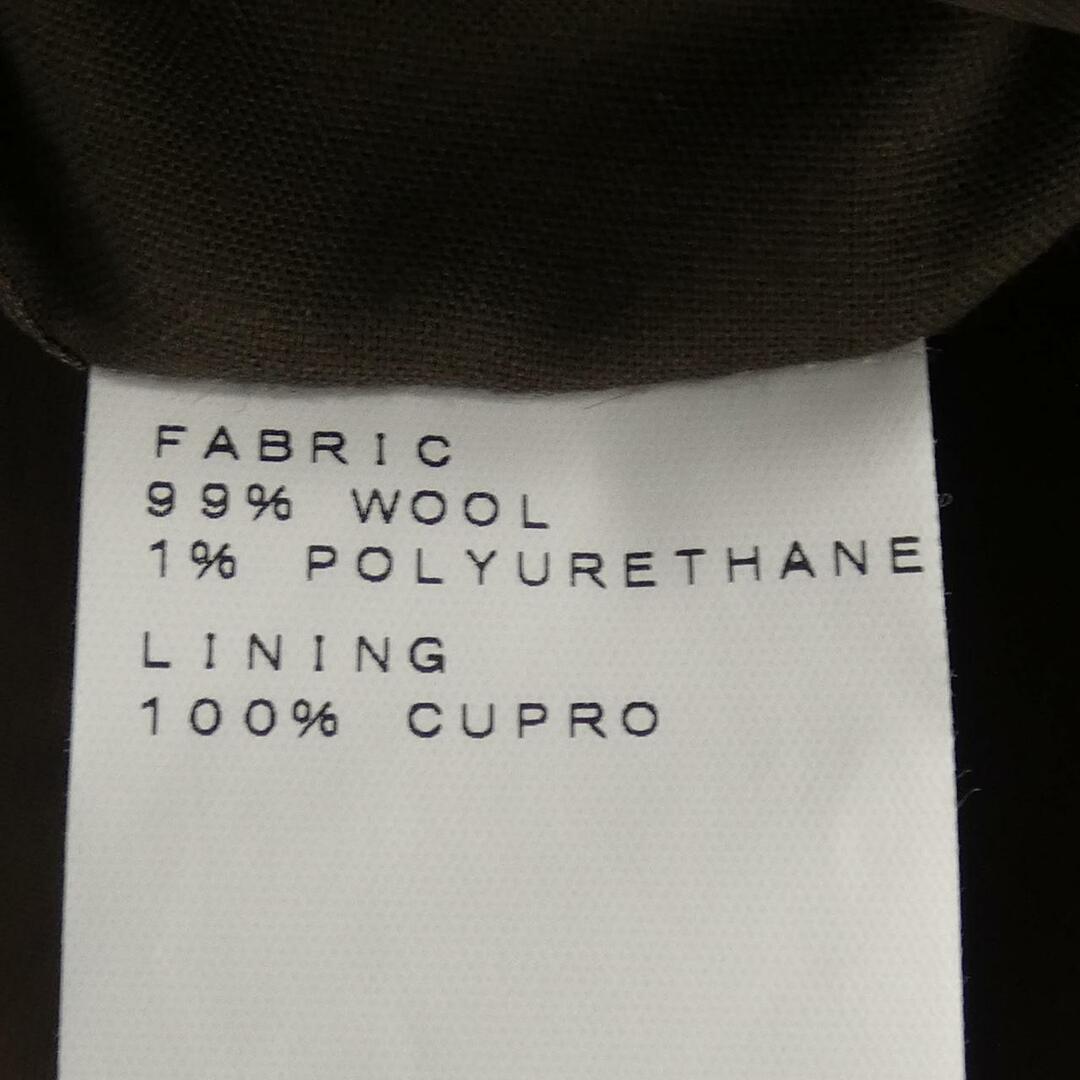 FABRIC
99% WOOL
1% POLYURETHANE
LINING
100% CUPRO